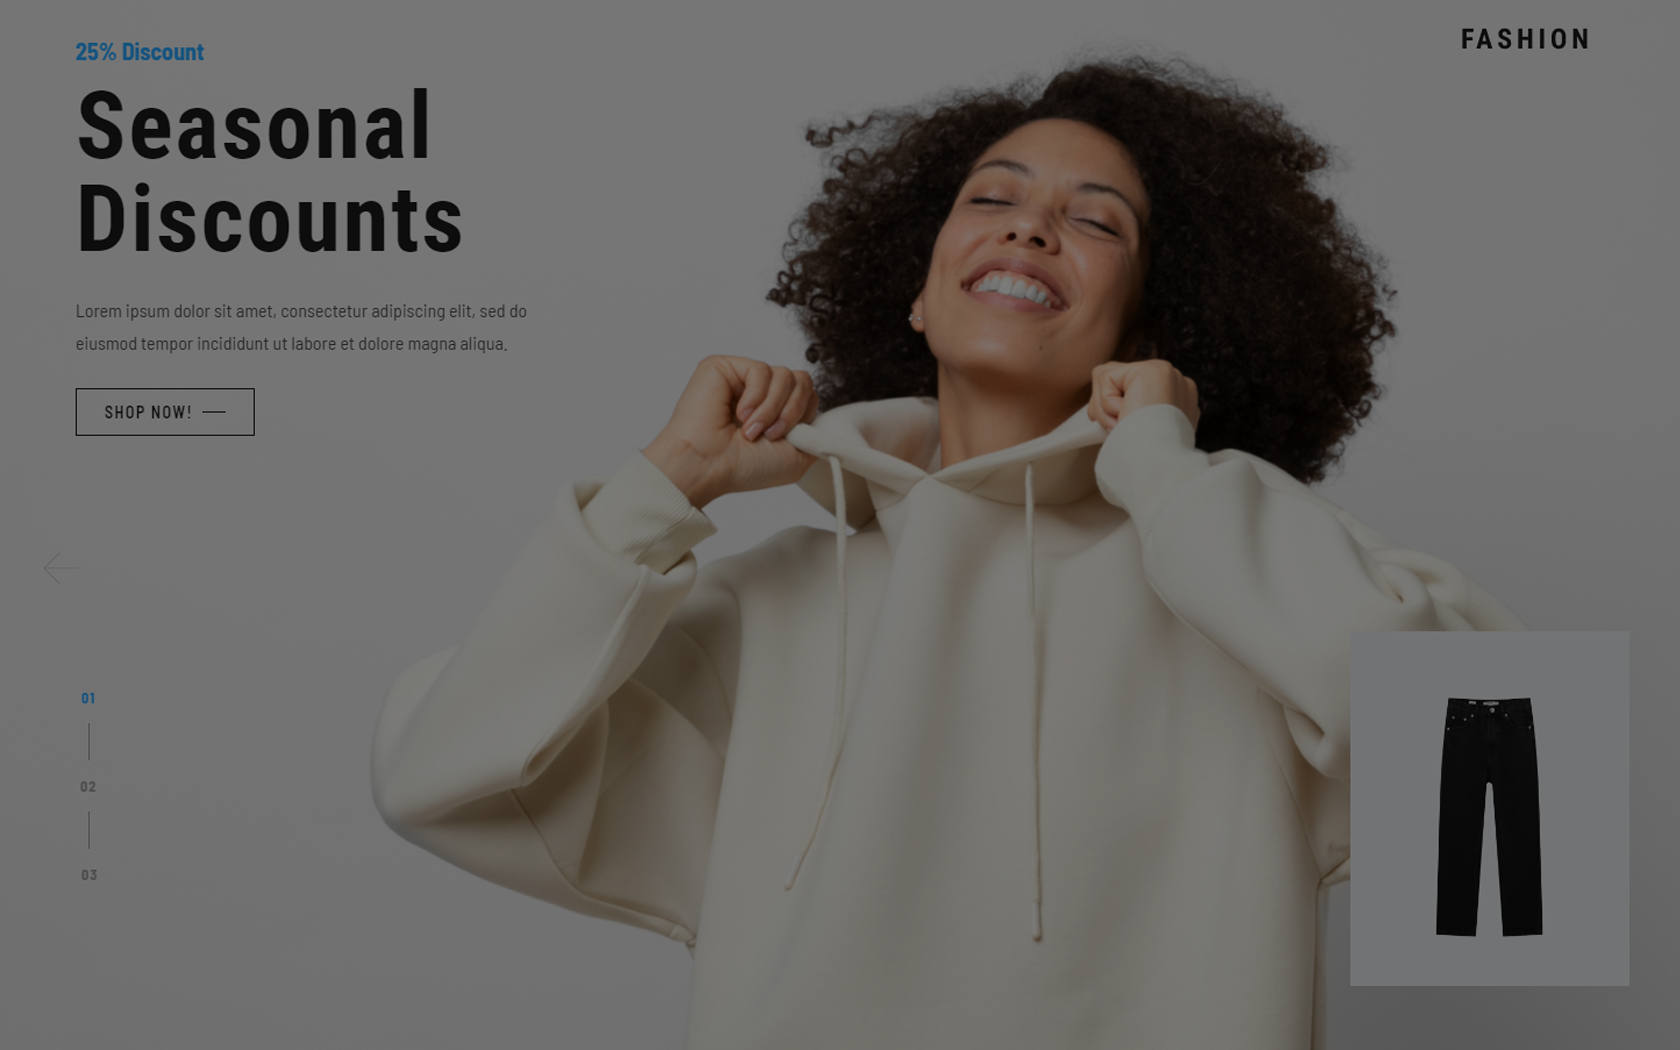 25% Discount
FASHION
Seasonal
Discounts
Lorem ipsum dolor sit amet, consectetur adipiscing elit, sed do
eiusmod tempor incididunt ut labore et dolore magna aliqua.
SHOP NOW!
01
02
03